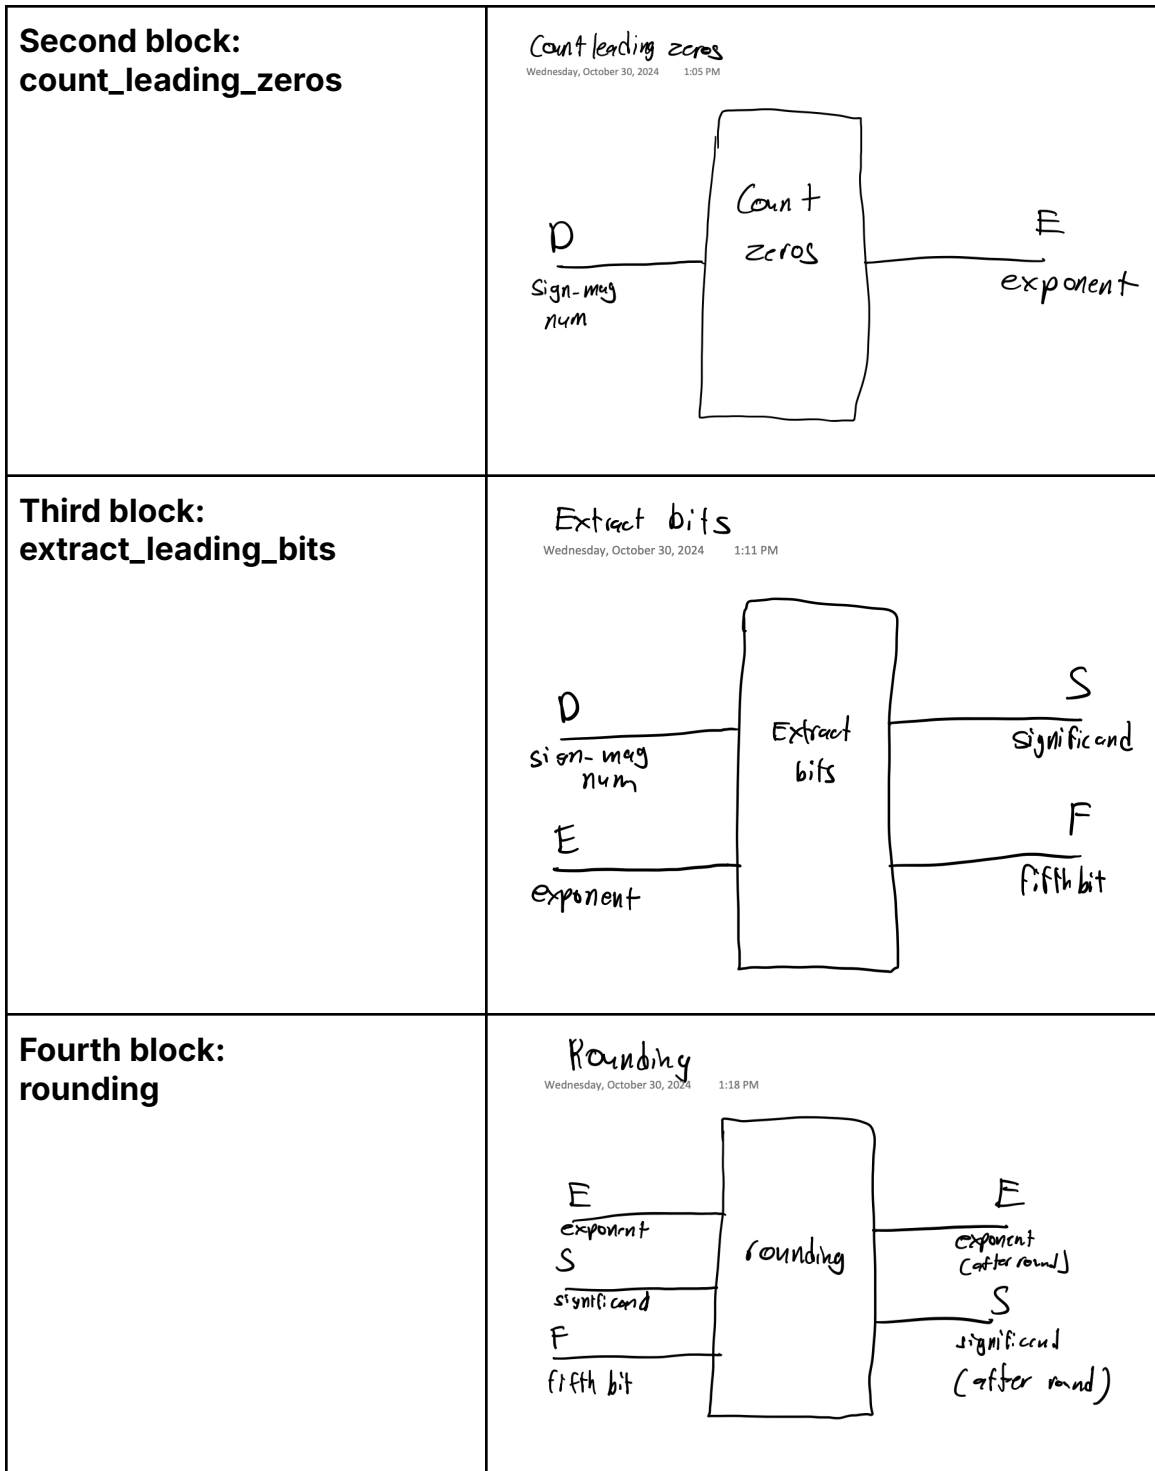 Second block:
count_leading_zeros
Count leading zeros
Wednesday, October 30, 2024 1:05 PM
Count
zeros
D
sign-mag
num
E
exponent
Third block:
extract_leading_bits
Extract bits
Wednesday, October 30, 2024 1:11 PM
D
sign-mag
num
E
exponent
Extract
bits
S
significand
F
fifth bit
Fourth block:
rounding
Rounding
Wednesday, October 30, 2024 1:18 PM
E
exponent
S
significand
F
fifth bit
rounding
E
exponent
(after round)
S
significand
(after round)